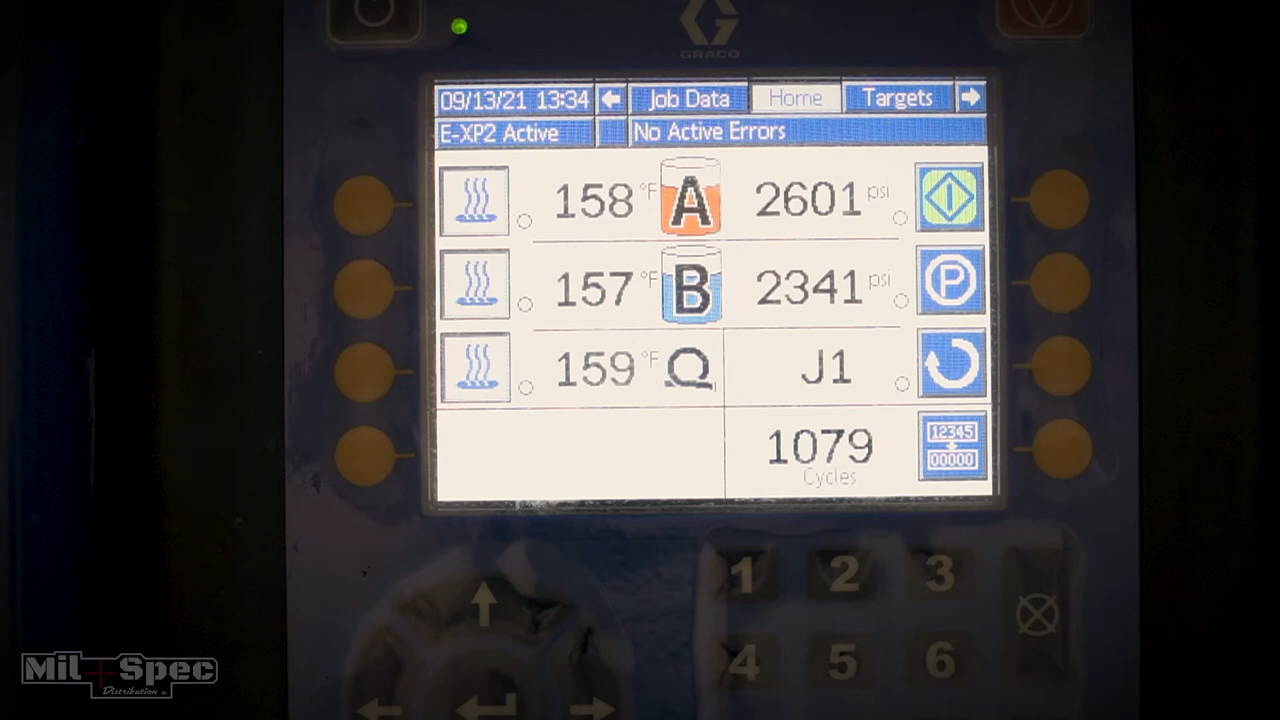 GRACO
09/13/21 13:34 Job Data Home Targets
E-XP2 Active No Active Errors
158 °F A 2601 psi
157 °F B 2341 psi
P
159 °F J1
1079
Cycles
12345
00000
1 2 3
4 5 6
Mil Spec
Distribution